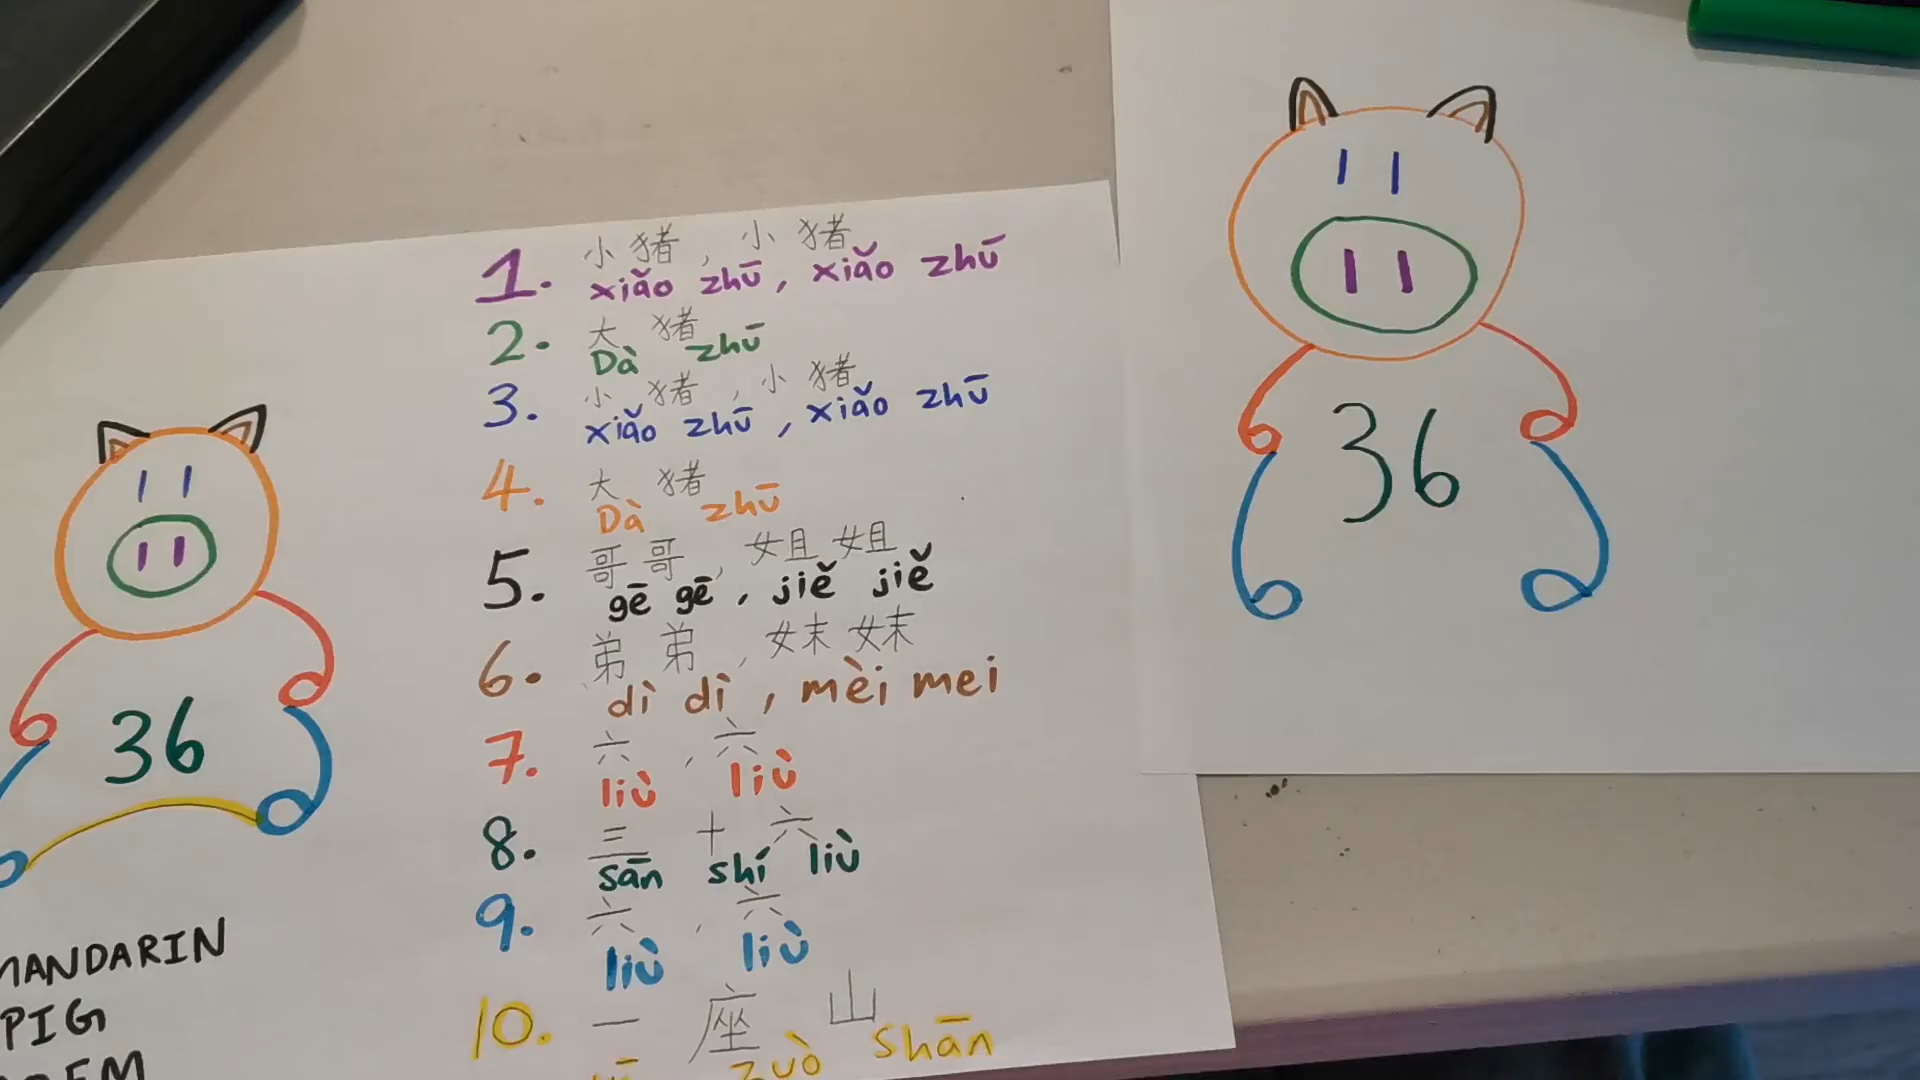 1. 小 猪 , 小 猪
xiǎo zhū , xiǎo zhū
2. 大 猪
Dà zhū
3. 小 猪 , 小 猪
xiǎo zhū , xiǎo zhū
4. 大 猪
Dà zhū
5. 哥 哥 , 姐 姐
gē gē , jiě jiě
6. 弟 弟 , 妹 妹
dì dì , mèi mei
7. 六 , 六
liù liù
8. 三 十 六
sān shí liù
9. 六 , 六
liù liù
10. 一 座 山
zuò shān
36
MANDARIN
PIG
36